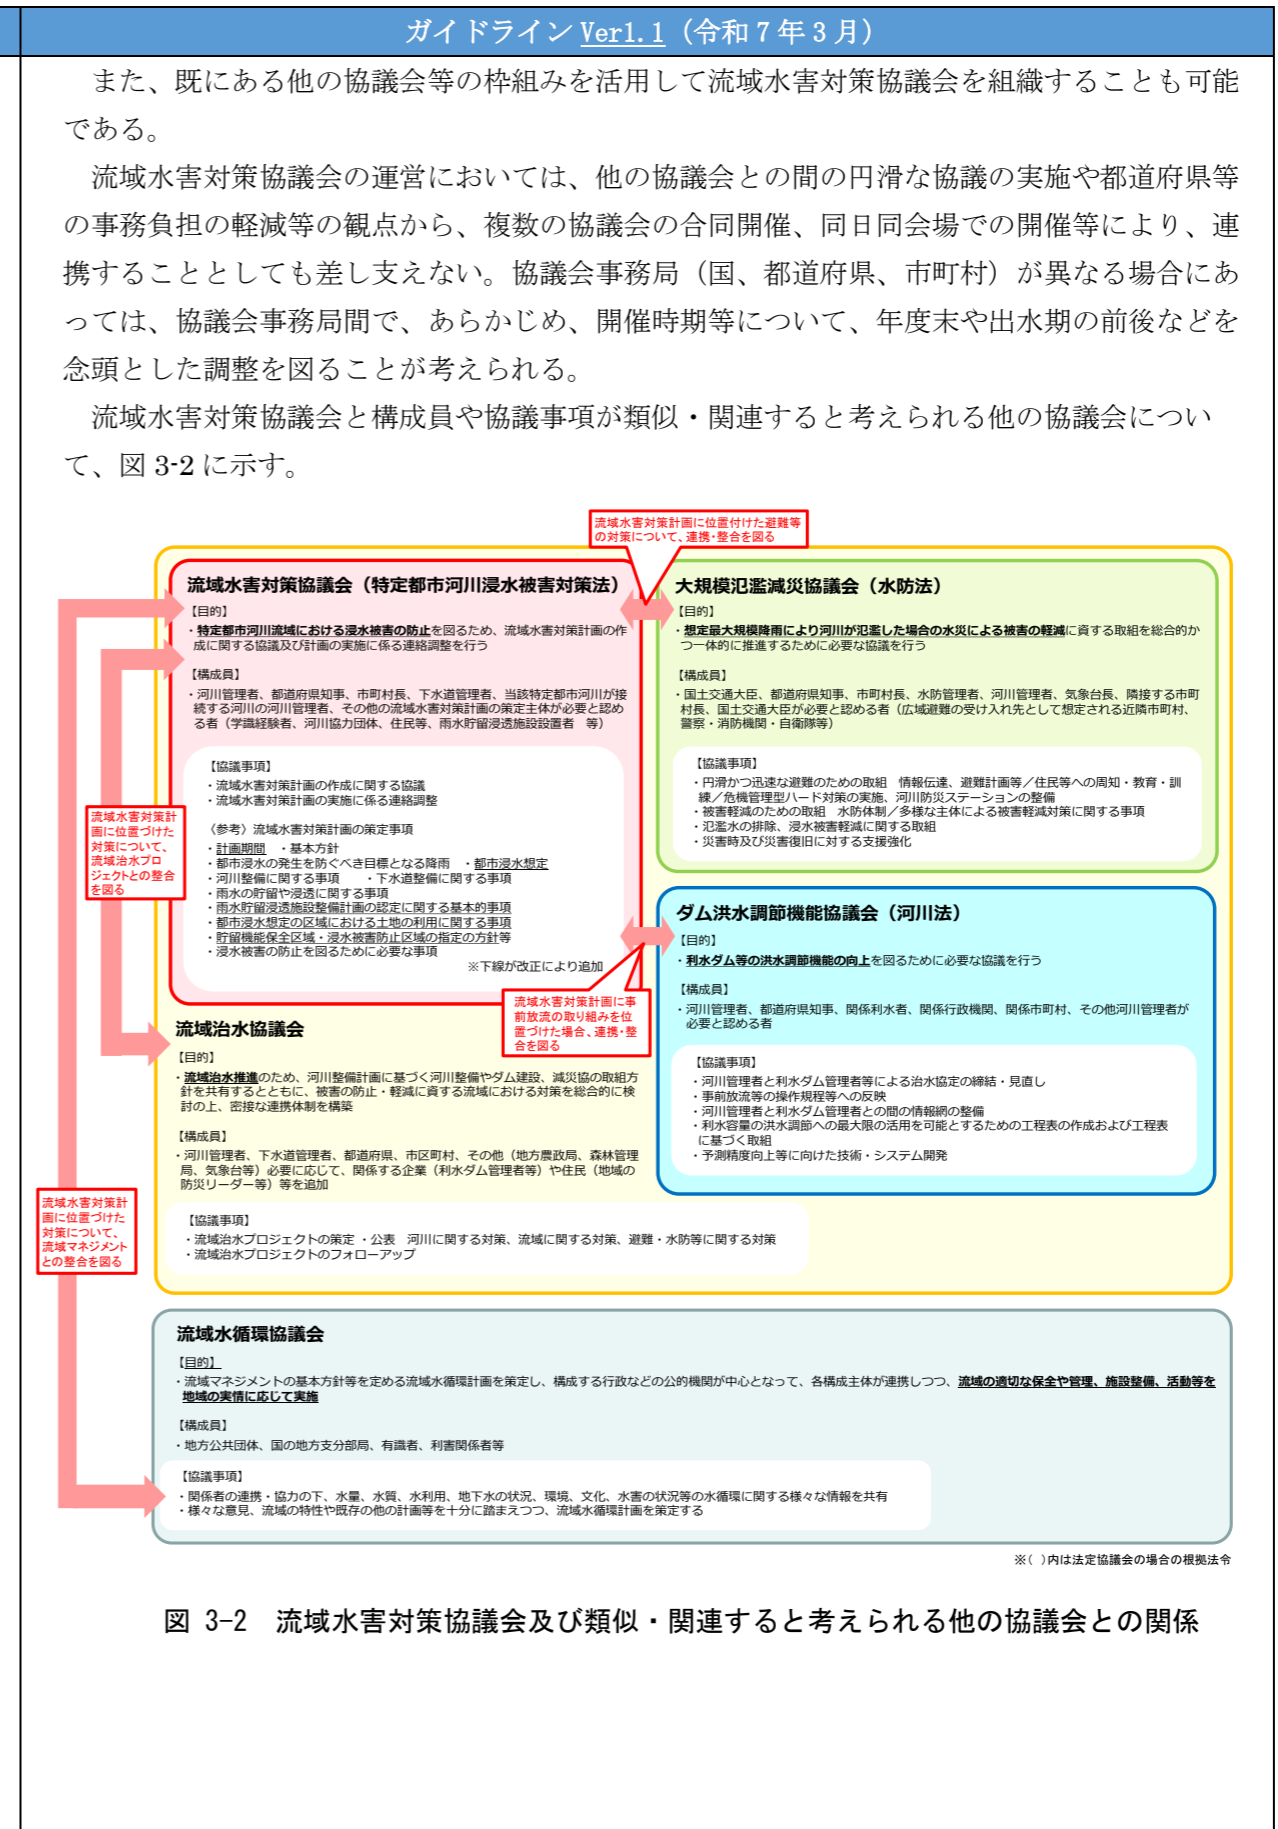 ガイドライン Ver1.1(令和7年3月)
また、既にある他の協議会等の枠組みを活用して流域水害対策協議会を組織することも可能
である。
流域水害対策協議会の運営においては、他の協議会との間の円滑な協議の実施や都道府県等
の事務負担の軽減等の観点から、複数の協議会の合同開催、同日同会場での開催等により、連
携することとしても差し支えない。協議会事務局(国、都道府県、市町村)が異なる場合にあ
っては、協議会事務局間で、あらかじめ、開催時期等について、年度末や出水期の前後などを
念頭とした調整を図ることが考えられる。
流域水害対策協議会と構成員や協議事項が類似・関連すると考えられる他の協議会につい
て、図 3-2 に示す。
流域水害対策計画に位置付けた避難等
の対策について、連携・整合を図る
流域水害対策協議会(特定都市河川浸水被害対策法)
【目的】
・特定都市河川流域における浸水被害の防止を図るため、流域水害対策計画の作
成に関する協議及び計画の実施に係る連絡調整を行う
【構成員】
・河川管理者、都道府県知事、市町村長、下水道管理者、当該特定都市河川が接
続する河川の河川管理者、その他の流域水害対策計画の策定主体が必要と認め
る者(学識経験者、河川協力団体、住民等、雨水貯留浸透施設設置者 等)
【協議事項】
・流域水害対策計画の作成に関する協議
・流域水害対策計画の実施に係る連絡調整
〈参考〉流域水害対策計画の策定事項
・計画期間 ・基本方針
・都市浸水の発生を防ぐべき目標となる降雨 ・都市浸水想定
・河川整備に関する事項 ・下水道整備に関する事項
・雨水の貯留や浸透に関する事項
・雨水貯留浸透施設整備計画の認定に関する基本的事項
・都市浸水想定の区域における土地の利用に関する事項
・貯留機能保全区域・浸水被害防止区域の指定の方針等
・浸水被害の防止を図るために必要な事項
※下線が改正により追加
大規模氾濫減災協議会(水防法)
【目的】
・想定最大規模降雨により河川が氾濫した場合の水災による被害の軽減に資する取組を総合的か
つ一体的に推進するために必要な協議を行う
【構成員】
・国土交通大臣、都道府県知事、市町村長、水防管理者、河川管理者、気象台長、隣接する市町
村長、国土交通大臣が必要と認める者(広域避難の受け入れ先として想定される近隣市町村、
警察・消防機関・自衛隊等)
【協議事項】
・円滑かつ迅速な避難のための取組 情報伝達、避難計画等/住民等への周知・教育・訓
練/危機管理型ハード対策の実施、河川防災ステーションの整備
・被害軽減のための取組 水防体制/多様な主体による被害軽減対策に関する事項
・氾濫水の排除、浸水被害軽減に関する取組
・災害時及び災害復旧に対する支援強化
流域水害対策計
画に位置づけた
対策について、
流域治水プロ
ジェクトとの整合
を図る
ダム洪水調節機能協議会(河川法)
【目的】
・利水ダム等の洪水調節機能の向上を図るために必要な協議を行う
【構成員】
・河川管理者、都道府県知事、関係利水者、関係行政機関、関係市町村、その他河川管理者が
必要と認める者
【協議事項】
・河川管理者と利水ダム管理者等による治水協定の締結・見直し
・事前放流等の操作規程等への反映
・河川管理者と利水ダム管理者との間の情報網の整備
・利水容量の洪水調節への最大限の活用を可能とするための工程表の作成および工程表
に基づく取組
・予測精度向上等に向けた技術・システム開発
流域水害対策計画に事
前放流の取り組みを位
置づけた場合、連携・整
合を図る
流域治水協議会
【目的】
・流域治水推進のため、河川整備計画に基づく河川整備やダム建設、減災協の取組方
針を共有するとともに、被害の防止・軽減に資する流域における対策を総合的に検
討の上、密接な連携体制を構築
【構成員】
・河川管理者、下水道管理者、都道府県、市区町村、その他(地方農政局、森林管理
局、気象台等)必要に応じて、関係する企業(利水ダム管理者等)や住民(地域の
防災リーダー等)等を追加
【協議事項】
・流域治水プロジェクトの策定 ・公表 河川に関する対策、流域に関する対策、避難・水防等に関する対策
・流域治水プロジェクトのフォローアップ
流域水害対策計
画に位置づけた
対策について、
流域マネジメント
との整合を図る
流域水循環協議会
【目的】
・流域マネジメントの基本方針等を定める流域水循環計画を策定し、構成する行政などの公的機関が中心となって、各構成主体が連携しつつ、流域の適切な保全や管理、施設整備、活動等を
地域の実情に応じて実施
【構成員】
・地方公共団体、国の地方支分部局、有識者、利害関係者等
【協議事項】
・関係者の連携・協力の下、水量、水質、水利用、地下水の状況、環境、文化、水害の状況等の水循環に関する様々な情報を共有
・様々な意見、流域の特性や既存の他の計画等を十分に踏まえつつ、流域水循環計画を策定する
※( )内は法定協議会の場合の根拠法令
図 3-2 流域水害対策協議会及び類似・関連すると考えられる他の協議会との関係